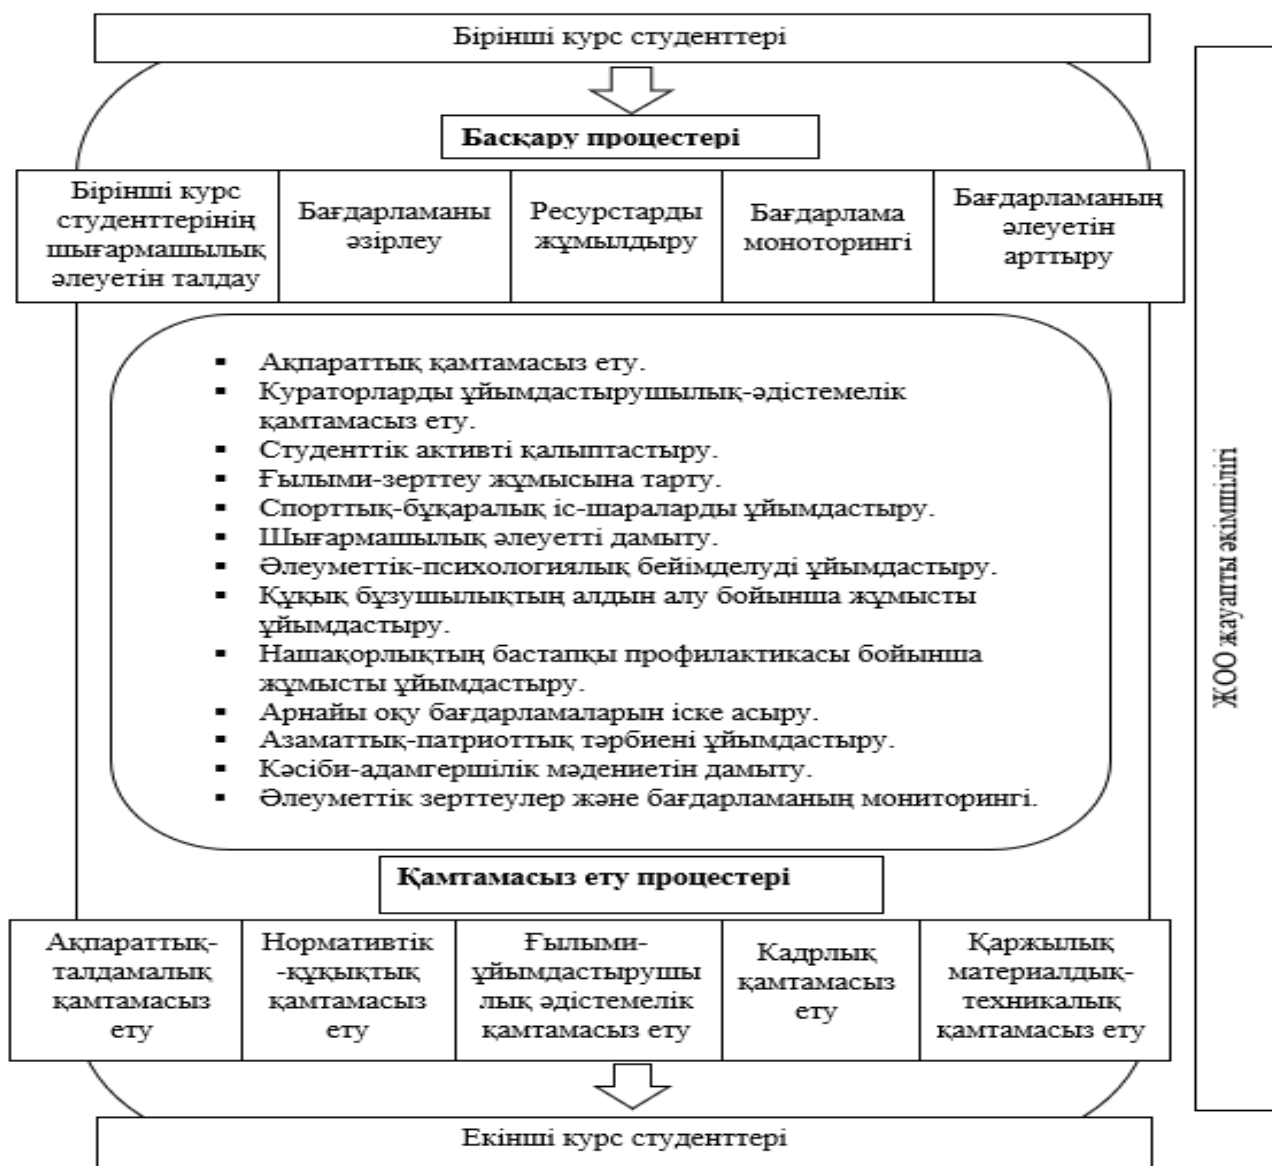 Бірінші курс студенттері
Басқару процестері
Бірінші курс
студенттерінің
шығармашылық
әлеуетін талдау
Бағдарламаны
әзірлеу
Ресурстарды
жұмылдыру
Бағдарлама
моноторингі
Бағдарламаның
әлеуетін
арттыру
▪ Ақпараттық қамтамасыз ету.
▪ Кураторларды ұйымдастырушылық-әдістемелік
қамтамасыз ету.
▪ Студенттік активті қалыптастыру.
▪ Ғылыми-зерттеу жұмысына тарту.
▪ Спорттық-бұқаралық іс-шараларды ұйымдастыру.
▪ Шығармашылық әлеуетті дамыту.
▪ Әлеуметтік-психологиялық бейімделуді ұйымдастыру.
▪ Құқық бұзушылықтың алдын алу бойынша жұмысты
ұйымдастыру.
▪ Нашақорлықтың бастапқы профилактикасы бойынша
жұмысты ұйымдастыру.
▪ Арнайы оқу бағдарламаларын іске асыру.
▪ Азаматтық-патриоттық тәрбиені ұйымдастыру.
▪ Кәсіби-адамгершілік мәдениетін дамыту.
▪ Әлеуметтік зерттеулер және бағдарламаның мониторингі.
Қамтамасыз ету процестері
Ақпараттық-
талдамалық
қамтамасыз
ету
Нормативтік
-құқықтық
қамтамасыз
ету
Ғылыми-
ұйымдастырушы
лық әдістемелік
қамтамасыз ету
Кадрлық
қамтамасыз
ету
Қаржылық
материалдық-
техникалық
қамтамасыз ету
Екінші курс студенттері
ЖОО жауапты әкімшілігі